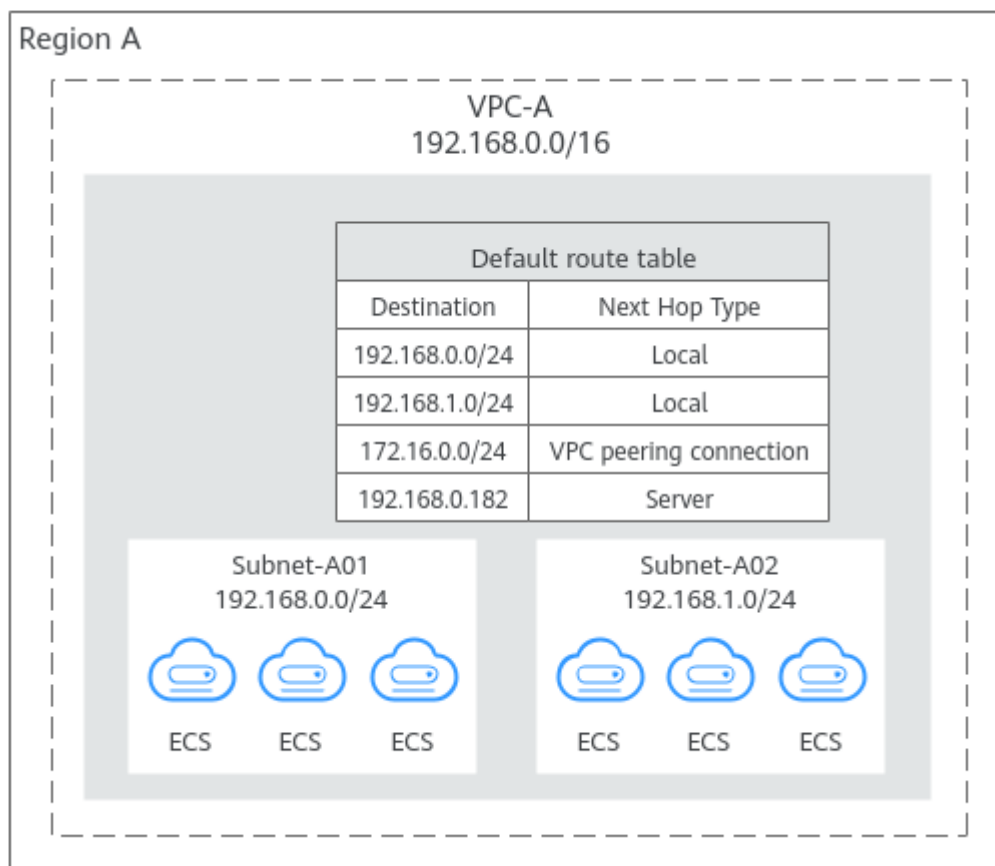 Region A
VPC-A
192.168.0.0/16
Default route table
Destination Next Hop Type
192.168.0.0/24 Local
192.168.1.0/24 Local
172.16.0.0/24 VPC peering connection
192.168.0.182 Server
Subnet-A01
192.168.0.0/24
ECS ECS ECS
Subnet-A02
192.168.1.0/24
ECS ECS ECS